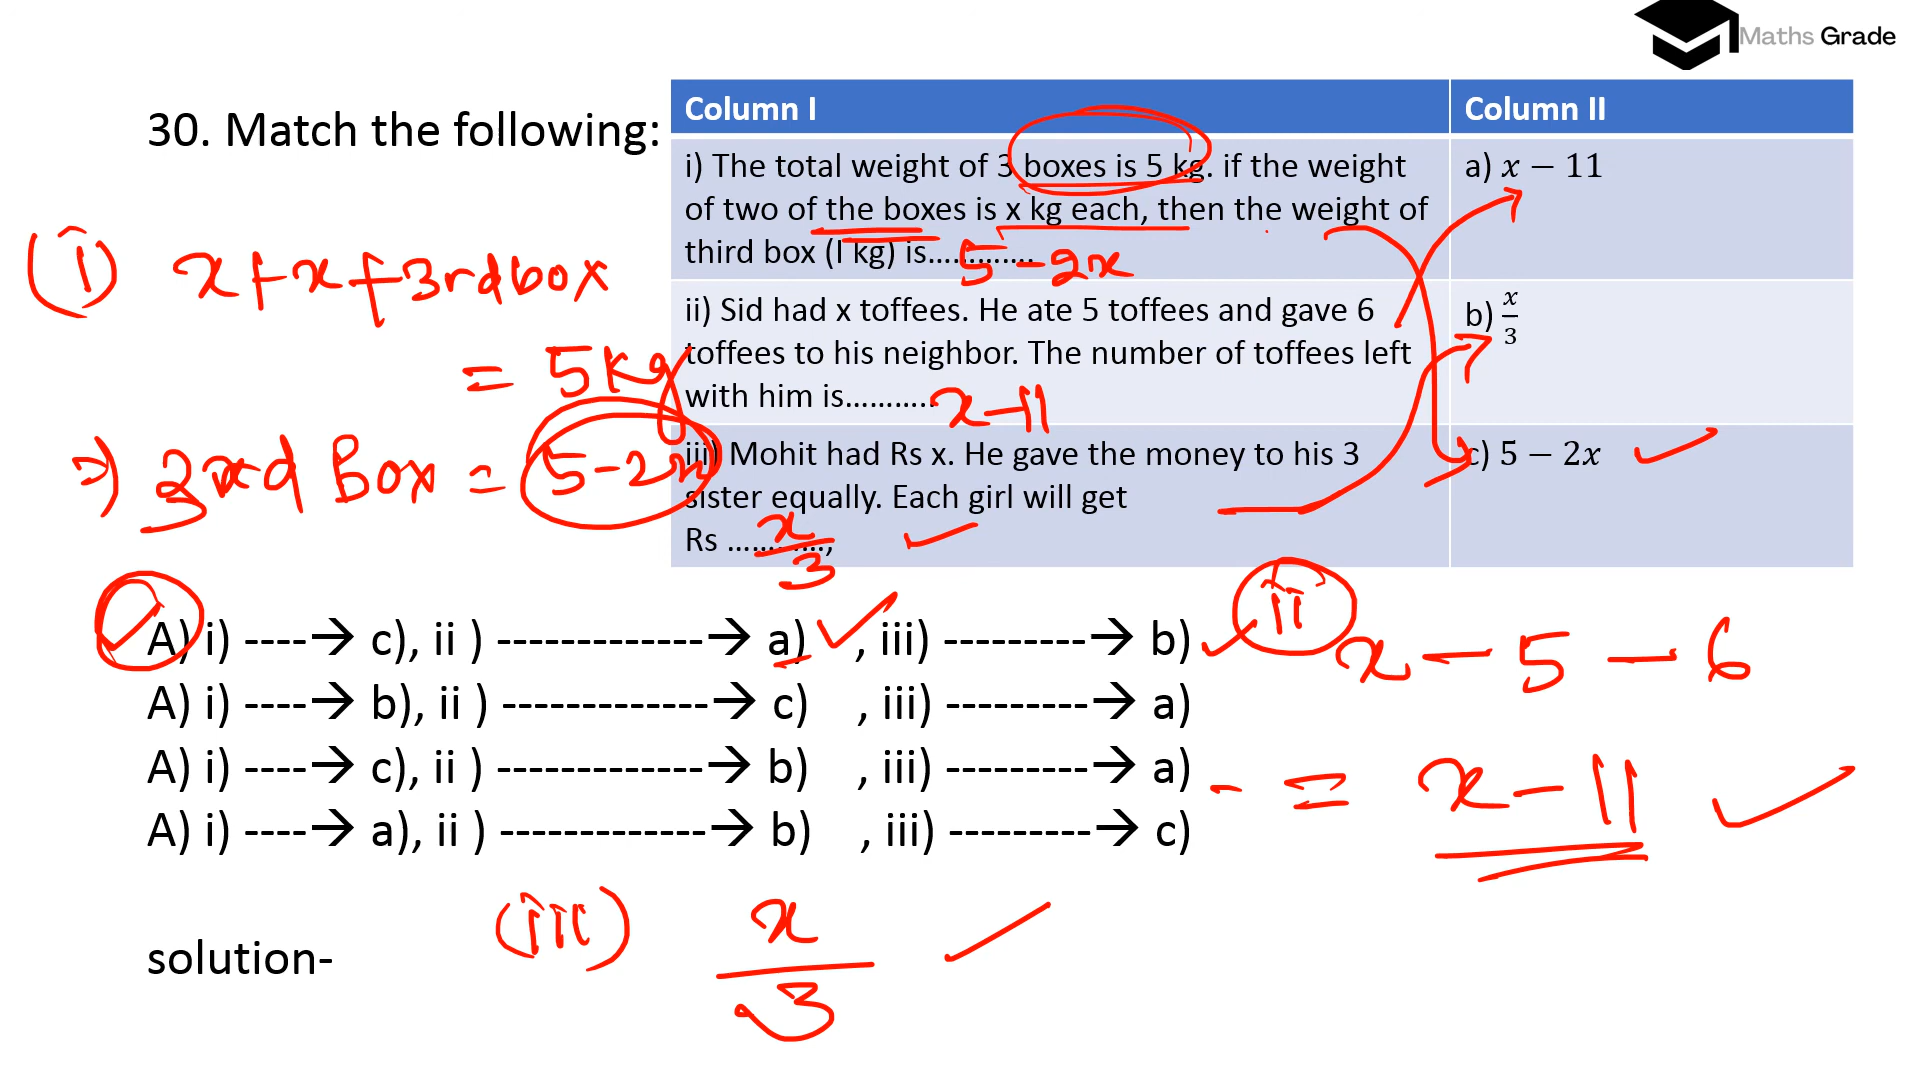 Maths Grade
30. Match the following:
Column I
Column II
i) The total weight of 3 boxes is 5 kg. if the weight
of two of the boxes is x kg each, then the weight of
third box (I kg) is.............
5 - 2x
a) x − 11
ii) Sid had x toffees. He ate 5 toffees and gave 6
toffees to his neighbor. The number of toffees left
with him is...........
x-11
b) x/3
iii) Mohit had Rs x. He gave the money to his 3
sister equally. Each girl will get
Rs ............,
x/3
c) 5 − 2x
(i) x + x + 3rd box
= 5 kg
=) 3rd Box = 5-2x
A) i) ----→ c), ii ) -------------→ a) , iii) ---------→ b)
A) i) ----→ b), ii ) -------------→ c) , iii) ---------→ a)
A) i) ----→ c), ii ) -------------→ b) , iii) ---------→ a)
A) i) ----→ a), ii ) -------------→ b) , iii) ---------→ c)
ii x - 5 - 6
= x - 11
solution-
(iii) x/3